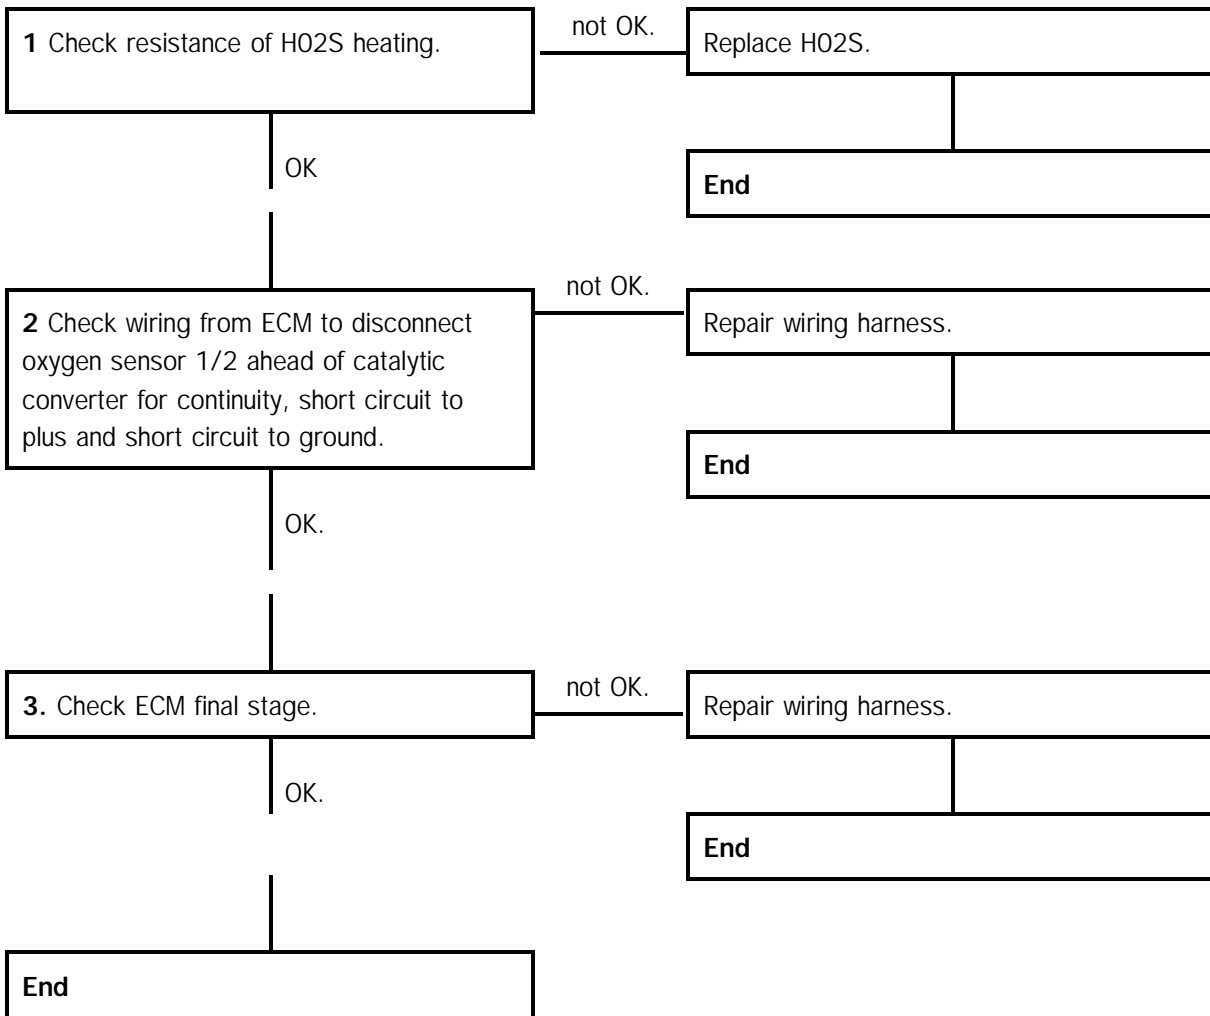 1 Check resistance of H02S heating.
not OK.
Replace H02S.
OK
End
2 Check wiring from ECM to disconnect
oxygen sensor 1/2 ahead of catalytic
converter for continuity, short circuit to
plus and short circuit to ground.
not OK.
Repair wiring harness.
End
OK.
3. Check ECM final stage.
not OK.
Repair wiring harness.
OK.
End
End